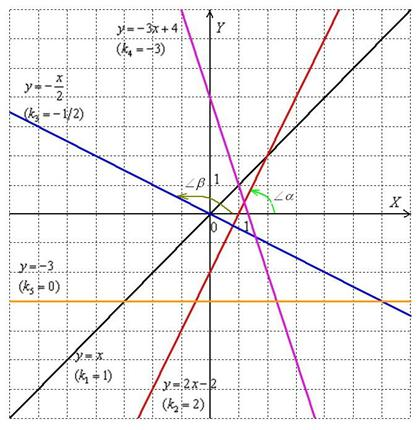 y=−3x+4
(k₄=−3)
Y
y=−x/2
(k₃=−1/2)
∠β
1
∠α
X
0
1
y=−3
(k₅=0)
y=x
(k₁=1)
y=2x−2
(k₂=2)